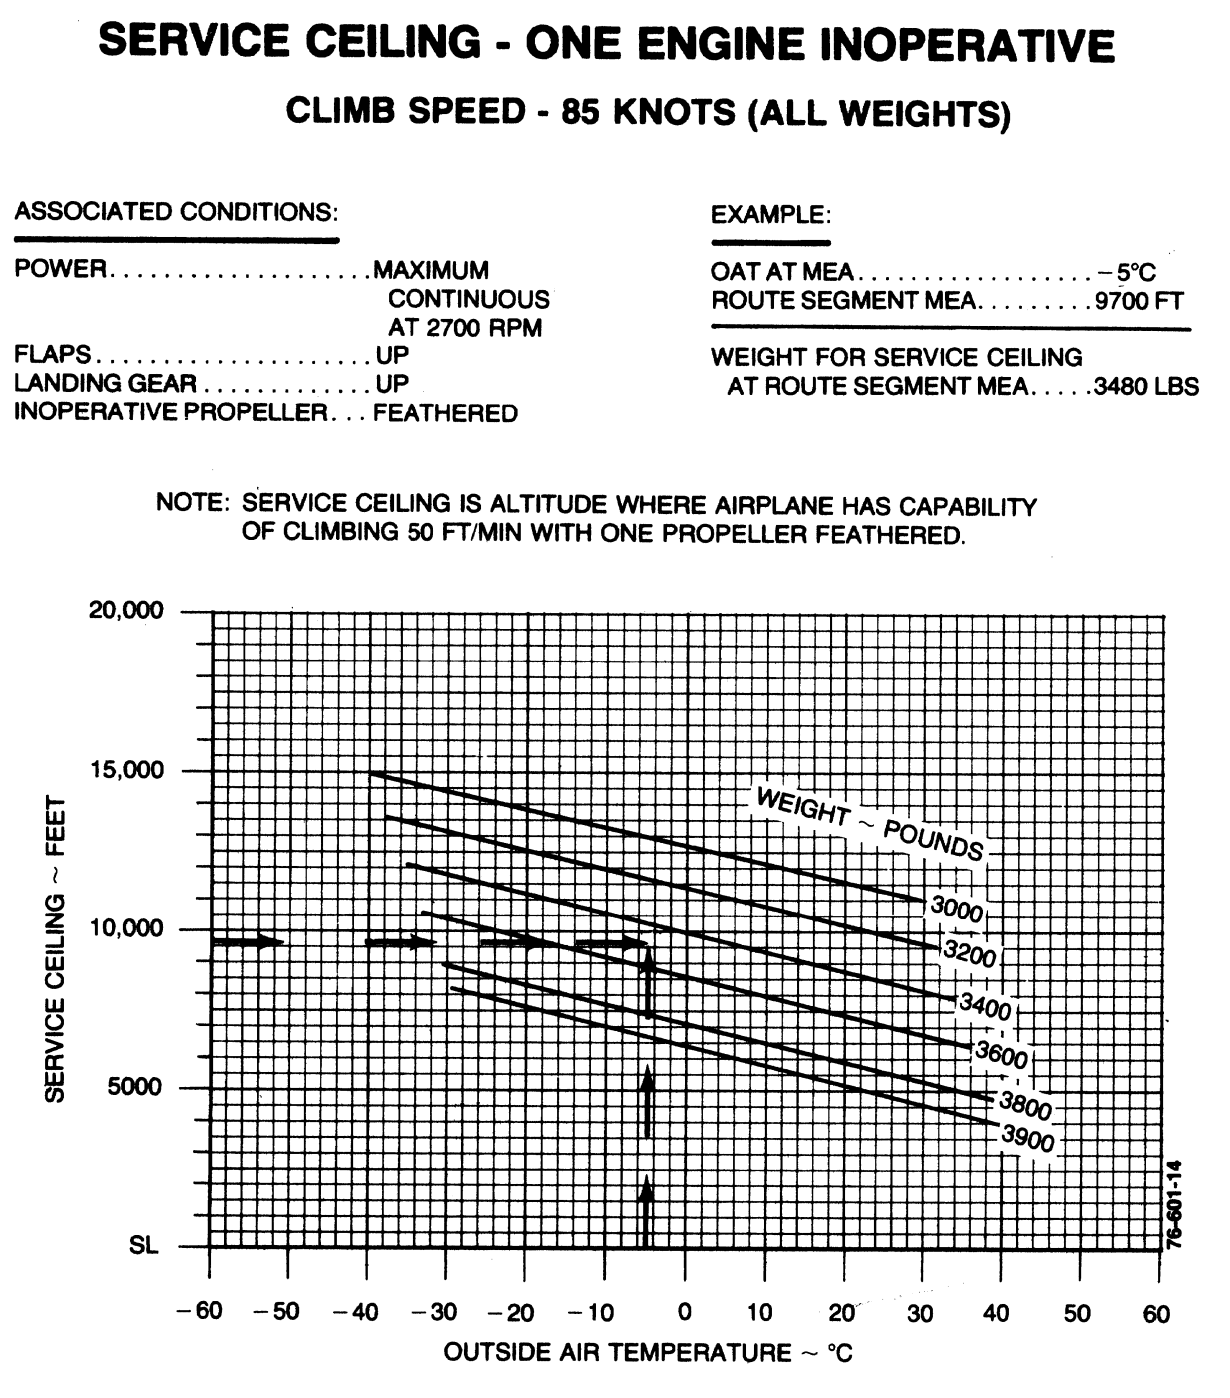 SERVICE CEILING - ONE ENGINE INOPERATIVE
CLIMB SPEED - 85 KNOTS (ALL WEIGHTS)
ASSOCIATED CONDITIONS:
POWER....................MAXIMUM
CONTINUOUS
AT 2700 RPM
FLAPS.....................UP
LANDING GEAR.............UP
INOPERATIVE PROPELLER...FEATHERED
EXAMPLE:
OAT AT MEA..................–5°C
ROUTE SEGMENT MEA.........9700 FT
WEIGHT FOR SERVICE CEILING
AT ROUTE SEGMENT MEA.....3480 LBS
NOTE: SERVICE CEILING IS ALTITUDE WHERE AIRPLANE HAS CAPABILITY
OF CLIMBING 50 FT/MIN WITH ONE PROPELLER FEATHERED.
SERVICE CEILING ~ FEET
20,000
15,000
10,000
5000
SL
WEIGHT ~ POUNDS
3000
3200
3400
3600
3800
3900
76-601-14
–60 –50 –40 –30 –20 –10 0 10 20 30 40 50 60
OUTSIDE AIR TEMPERATURE ~ °C